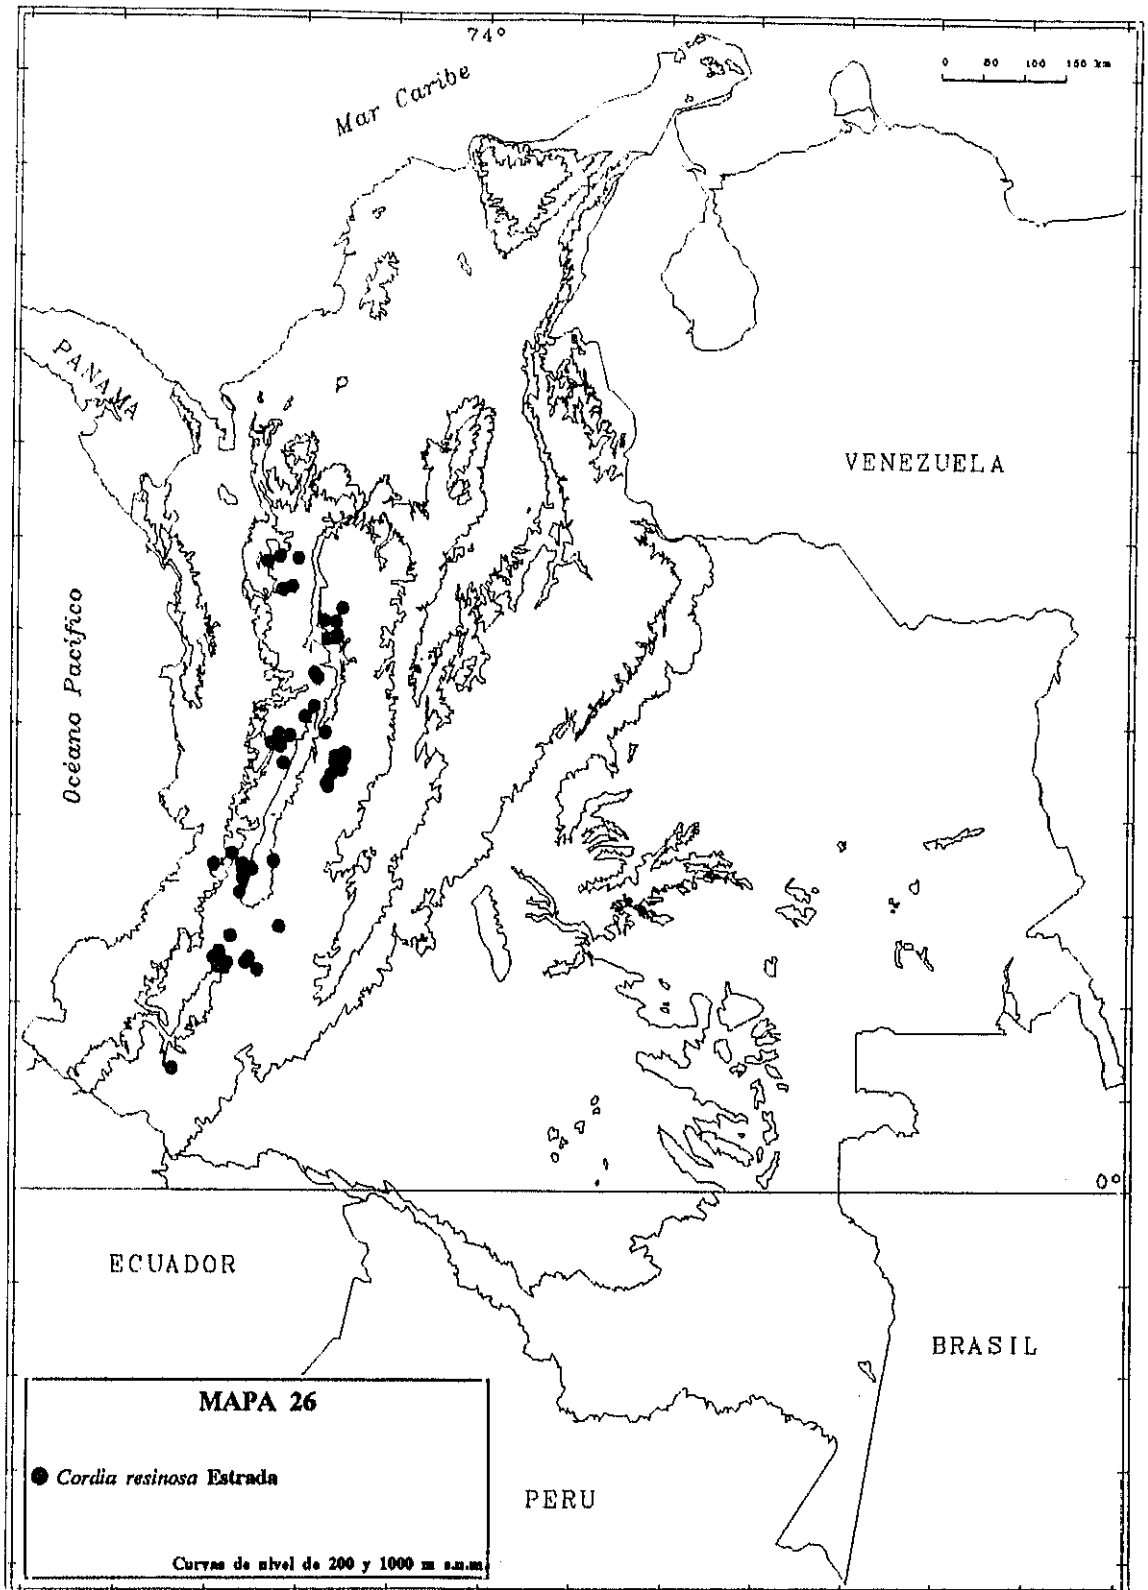 74°
Mar Caribe
0 50 100 150 km
PANAMA
VENEZUELA
Océano Pacífico
0°
ECUADOR
BRASIL
PERU
MAPA 26
Cordia resinosa Estrada
Curvas de nivel de 200 y 1000 m s.n.m.